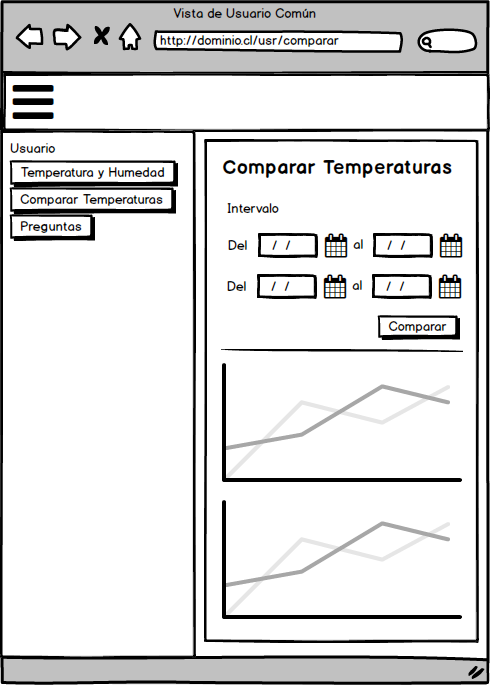 Vista de Usuario Común
http://dominio.cl/usr/comparar
Usuario
Temperatura y Humedad
Comparar Temperaturas
Preguntas
Comparar Temperaturas
Intervalo
Del / / al / /
Del / / al / /
Comparar